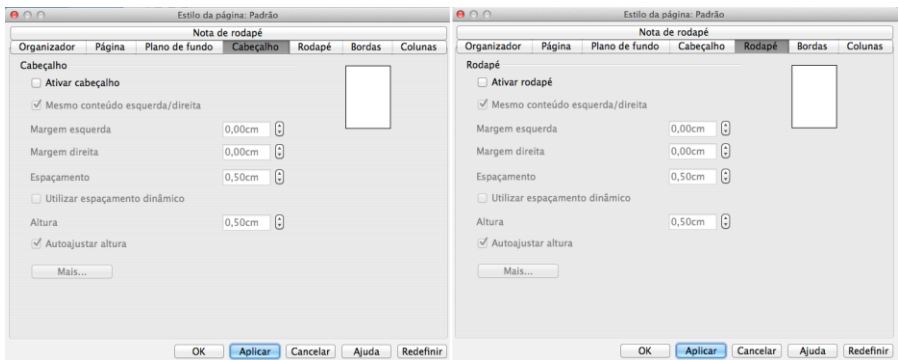 Estilo da página: Padrão
Nota de rodapé
Organizador Página Plano de fundo Cabeçalho Rodapé Bordas Colunas
Cabeçalho
Ativar cabeçalho
Mesmo conteúdo esquerda/direita
Margem esquerda 0,00cm
Margem direita 0,00cm
Espaçamento 0,50cm
Utilizar espaçamento dinâmico
Altura 0,50cm
Autoajustar altura
Mais...
OK Aplicar Cancelar Ajuda Redefinir
Estilo da página: Padrão
Nota de rodapé
Organizador Página Plano de fundo Cabeçalho Rodapé Bordas Colunas
Rodapé
Ativar rodapé
Mesmo conteúdo esquerda/direita
Margem esquerda 0,00cm
Margem direita 0,00cm
Espaçamento 0,50cm
Utilizar espaçamento dinâmico
Altura 0,50cm
Autoajustar altura
Mais...
OK Aplicar Cancelar Ajuda Redefinir